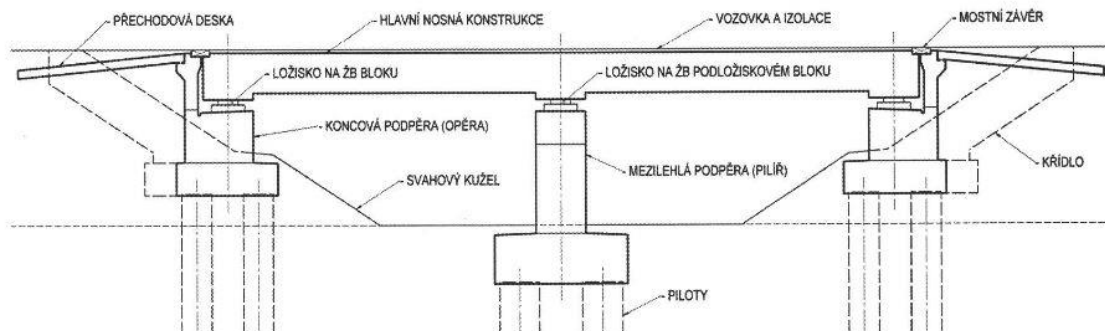 PŘECHODOVÁ DESKA
HLAVNÍ NOSNÁ KONSTRUKCE
VOZOVKA A IZOLACE
MOSTNÍ ZÁVĚR
LOŽISKO NA ŽB BLOKU
LOŽISKO NA ŽB PODLOŽISKOVÉM BLOKU
KONCOVÁ PODPĚRA (OPĚRA)
MEZILEHLÁ PODPĚRA (PILÍŘ)
KŘÍDLO
SVAHOVÝ KUŽEL
PILOTY